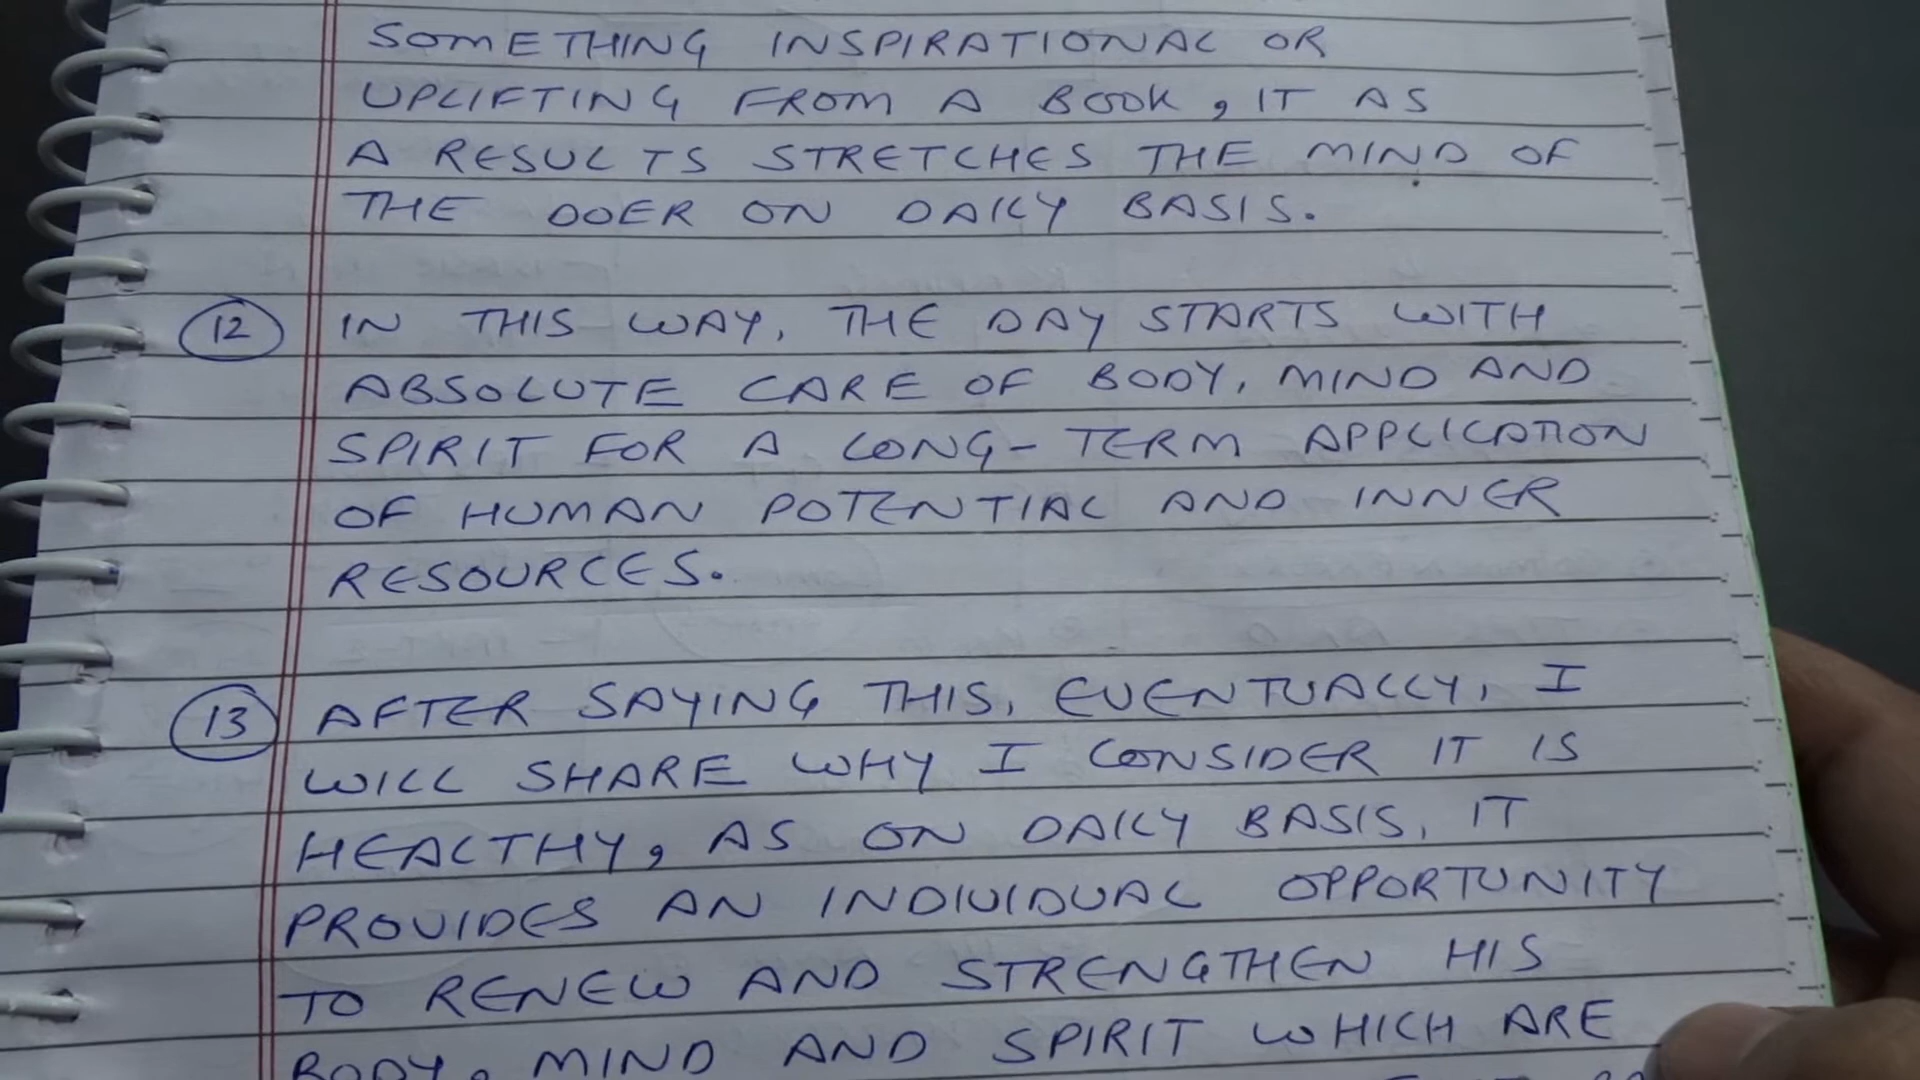 SOMETHING INSPIRATIONAL OR
UPLIFTING FROM A BOOK, IT AS
A RESULTS STRETCHES THE MIND OF
THE DOER ON DAILY BASIS.
12 IN THIS WAY, THE DAY STARTS WITH
ABSOLUTE CARE OF BODY, MIND AND
SPIRIT FOR A LONG-TERM APPLICATION
OF HUMAN POTENTIAL AND INNER
RESOURCES.
13 AFTER SAYING THIS, EVENTUALLY, I
WILL SHARE WHY I CONSIDER IT IS
HEALTHY, AS ON DAILY BASIS, IT
PROVIDES AN INDIVIDUAL OPPORTUNITY
TO RENEW AND STRENGTHEN HIS
BODY, MIND AND SPIRIT WHICH ARE